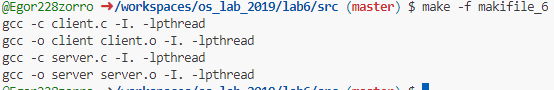 @Egor228zorro ➜/workspaces/os_lab_2019/lab6/src (master) $ make -f makifile_6
gcc -c client.c -I. -lpthread
gcc -o client client.o -I. -lpthread
gcc -c server.c -I. -lpthread
gcc -o server server.o -I. -lpthread
@Egor228zorro ➜/workspaces/os_lab_2019/lab6/src (master) $